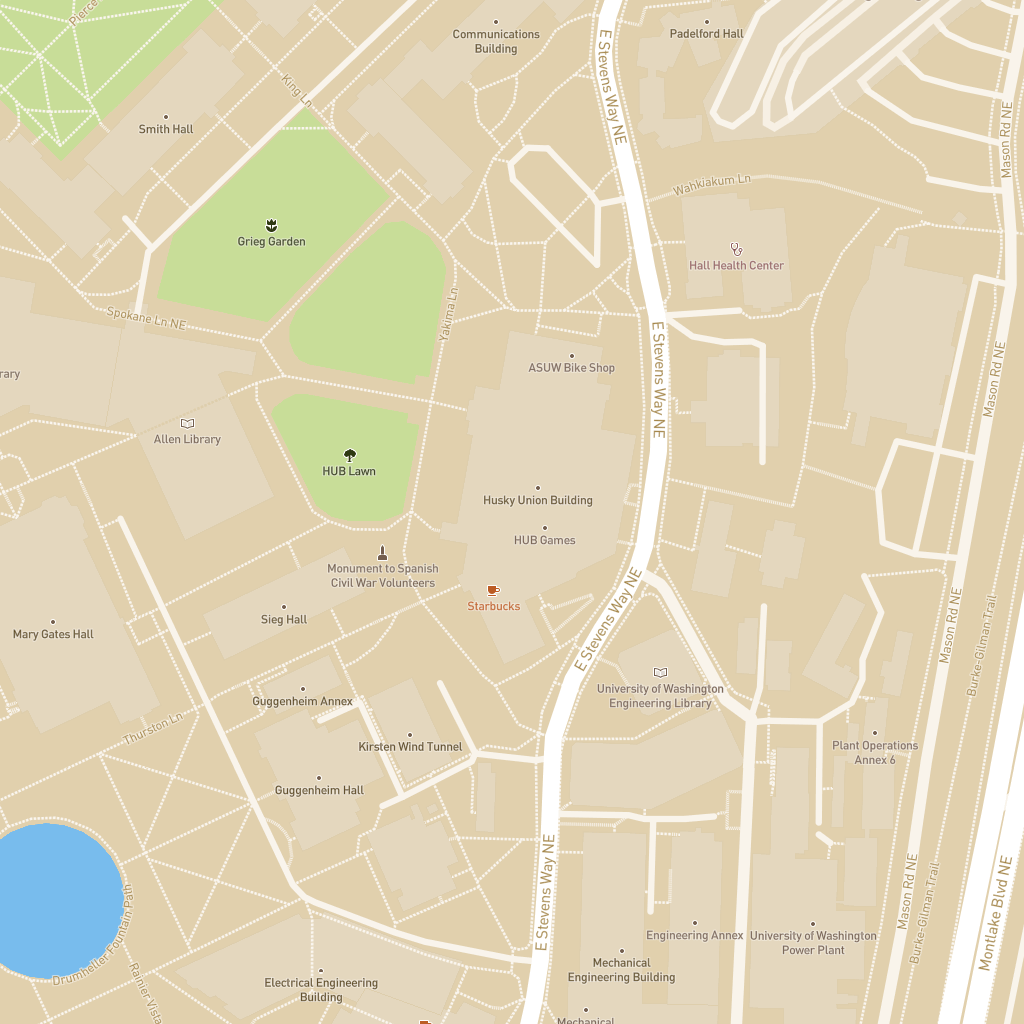 Pierce
Communications
Building
Padelford Hall
E Stevens Way NE
King Ln
Smith Hall
Mason Rd NE
Wahkiakum Ln
Grieg Garden
Hall Health Center
Spokane Ln NE
Yakima Ln
E Stevens Way NE
Mason Rd NE
ASUW Bike Shop
rary
Allen Library
HUB Lawn
Husky Union Building
HUB Games
Monument to Spanish
Civil War Volunteers
Starbucks
Sieg Hall
Mary Gates Hall
E Stevens Way NE
Mason Rd NE
Burke-Gilman Trail
University of Washington
Engineering Library
Guggenheim Annex
Thurston Ln
Kirsten Wind Tunnel
Plant Operations
Annex 6
Guggenheim Hall
E Stevens Way NE
Mason Rd NE
Burke-Gilman Trail
Montlake Blvd NE
Drumheller Fountain Path
Rainier Vista
Engineering Annex
University of Washington
Power Plant
Mechanical
Engineering Building
Electrical Engineering
Building
Mechanical